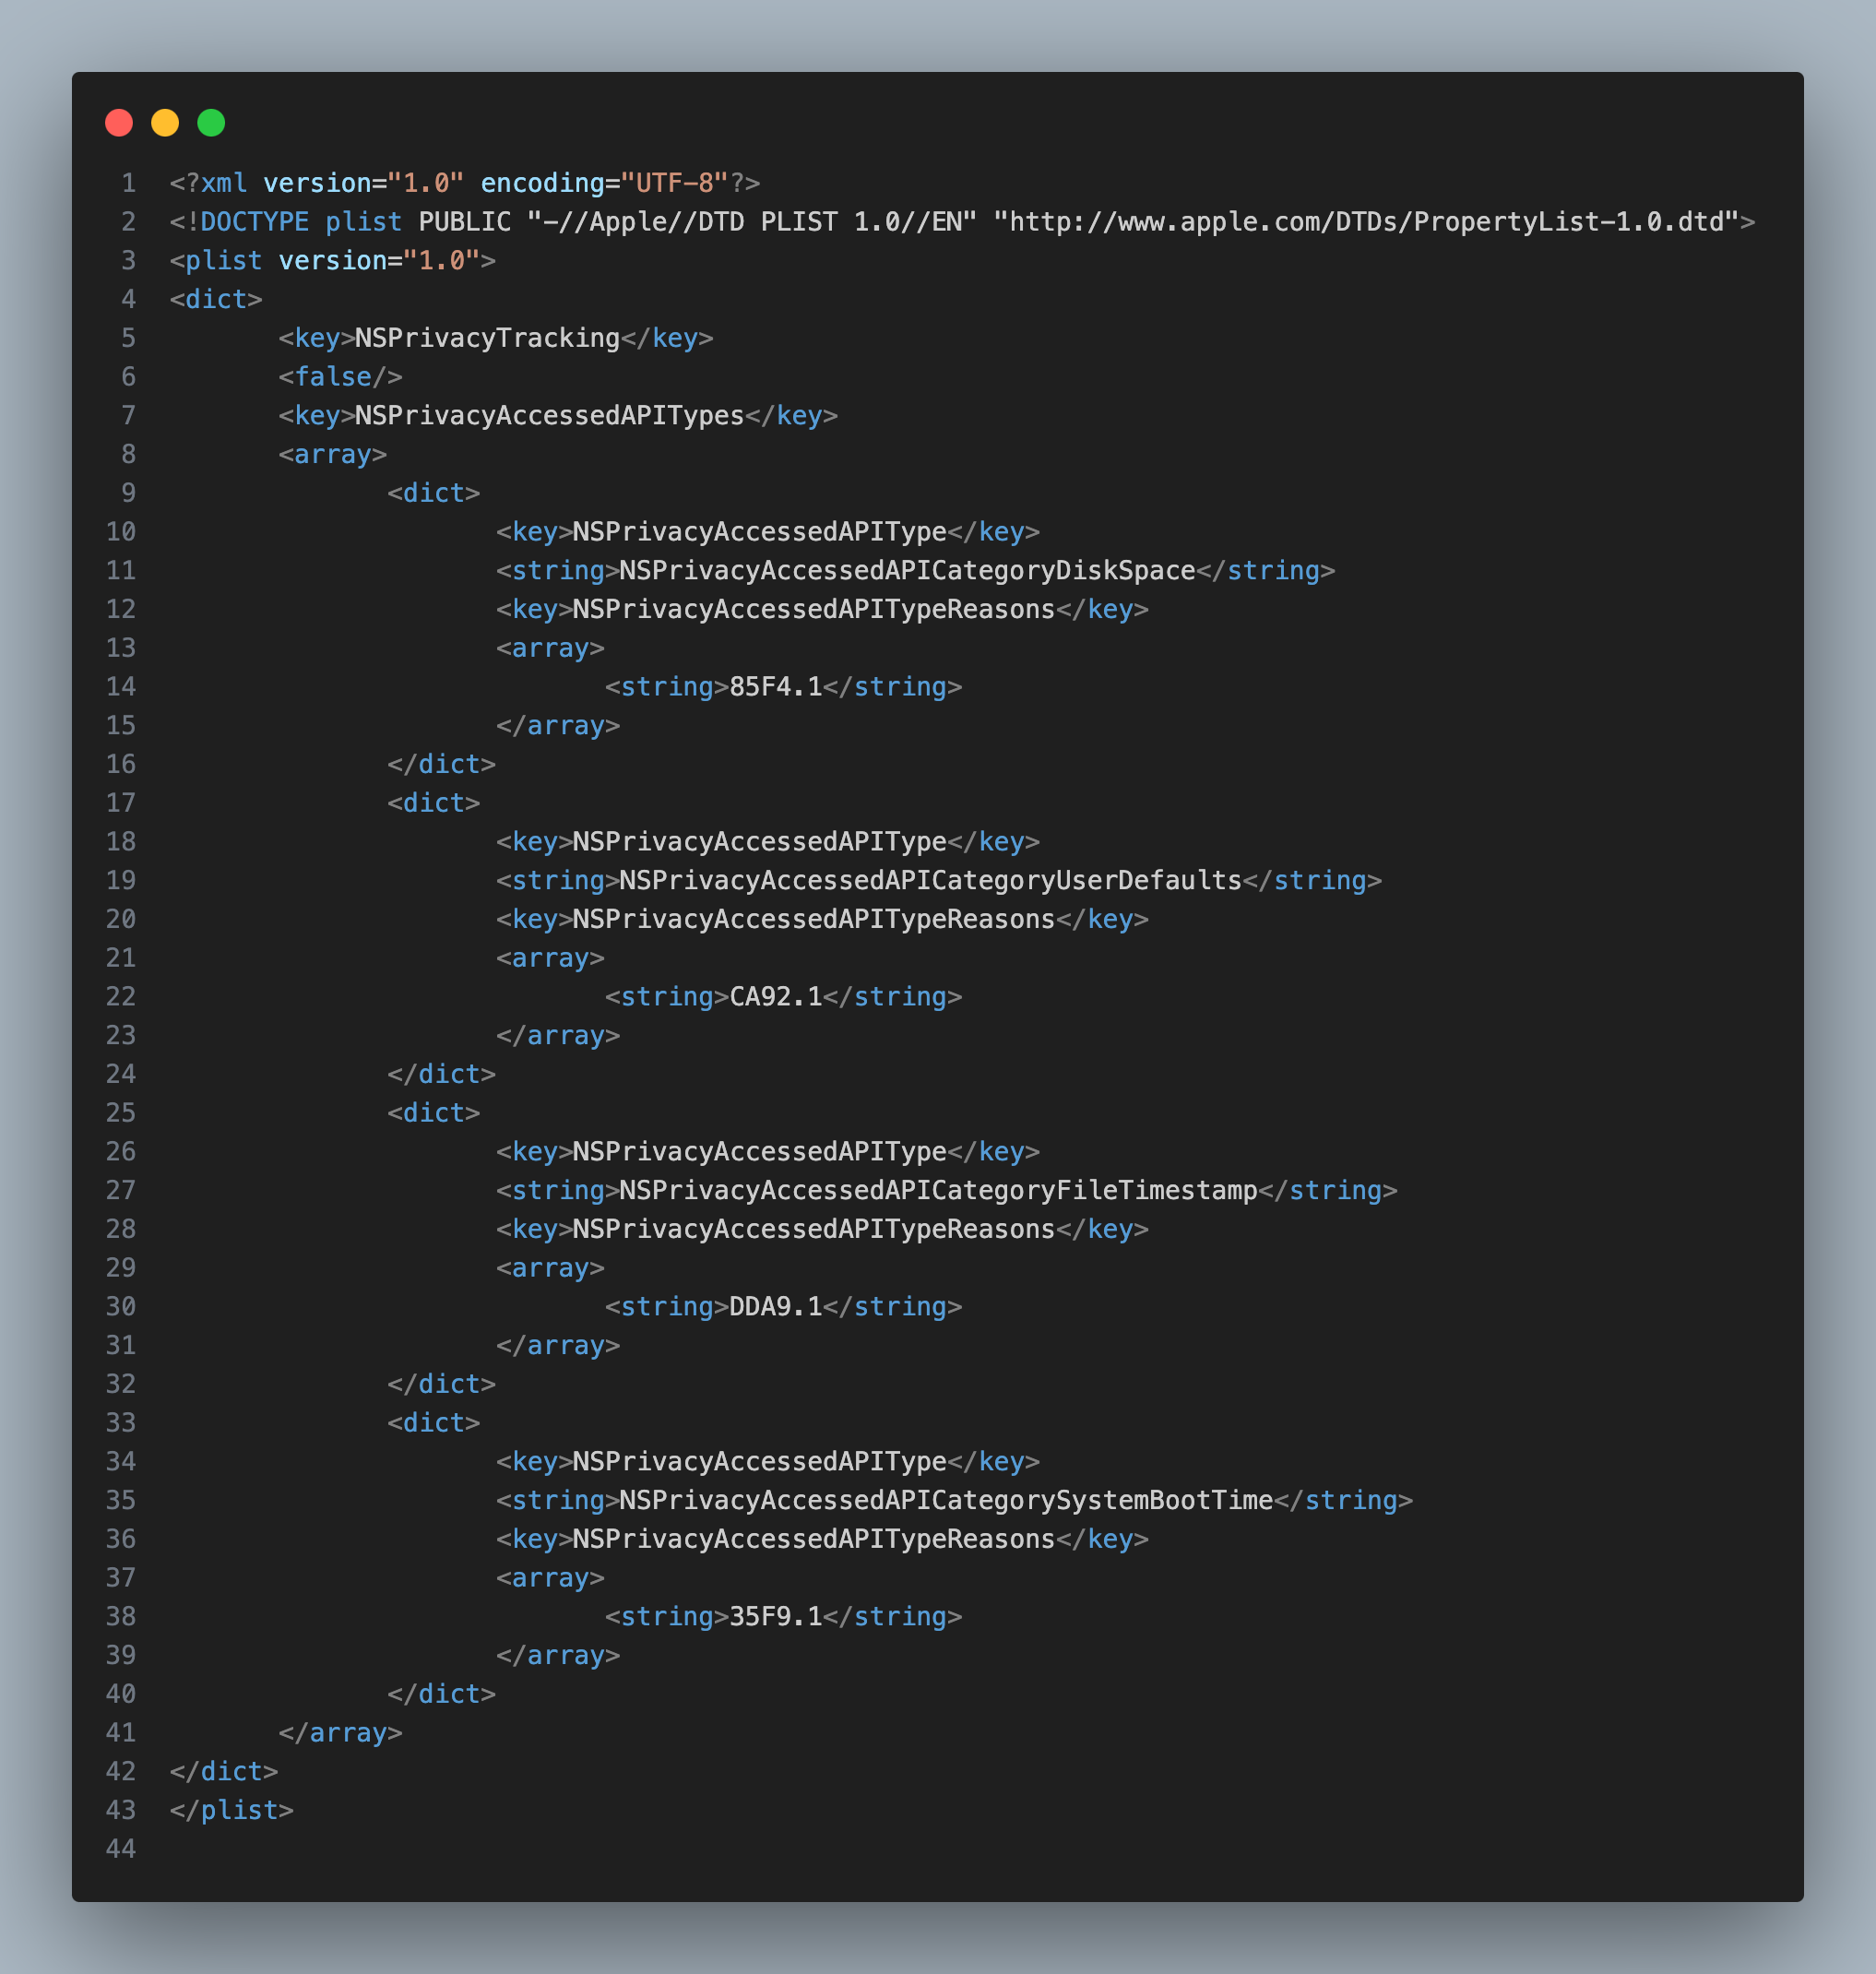 1 <?xml version="1.0" encoding="UTF-8"?>
2 <!DOCTYPE plist PUBLIC "-//Apple//DTD PLIST 1.0//EN" "http://www.apple.com/DTDs/PropertyList-1.0.dtd">
3 <plist version="1.0">
4 <dict>
5 <key>NSPrivacyTracking</key>
6 <false/>
7 <key>NSPrivacyAccessedAPITypes</key>
8 <array>
9 <dict>
10 <key>NSPrivacyAccessedAPIType</key>
11 <string>NSPrivacyAccessedAPICategoryDiskSpace</string>
12 <key>NSPrivacyAccessedAPITypeReasons</key>
13 <array>
14 <string>85F4.1</string>
15 </array>
16 </dict>
17 <dict>
18 <key>NSPrivacyAccessedAPIType</key>
19 <string>NSPrivacyAccessedAPICategoryUserDefaults</string>
20 <key>NSPrivacyAccessedAPITypeReasons</key>
21 <array>
22 <string>CA92.1</string>
23 </array>
24 </dict>
25 <dict>
26 <key>NSPrivacyAccessedAPIType</key>
27 <string>NSPrivacyAccessedAPICategoryFileTimestamp</string>
28 <key>NSPrivacyAccessedAPITypeReasons</key>
29 <array>
30 <string>DDA9.1</string>
31 </array>
32 </dict>
33 <dict>
34 <key>NSPrivacyAccessedAPIType</key>
35 <string>NSPrivacyAccessedAPICategorySystemBootTime</string>
36 <key>NSPrivacyAccessedAPITypeReasons</key>
37 <array>
38 <string>35F9.1</string>
39 </array>
40 </dict>
41 </array>
42 </dict>
43 </plist>
44